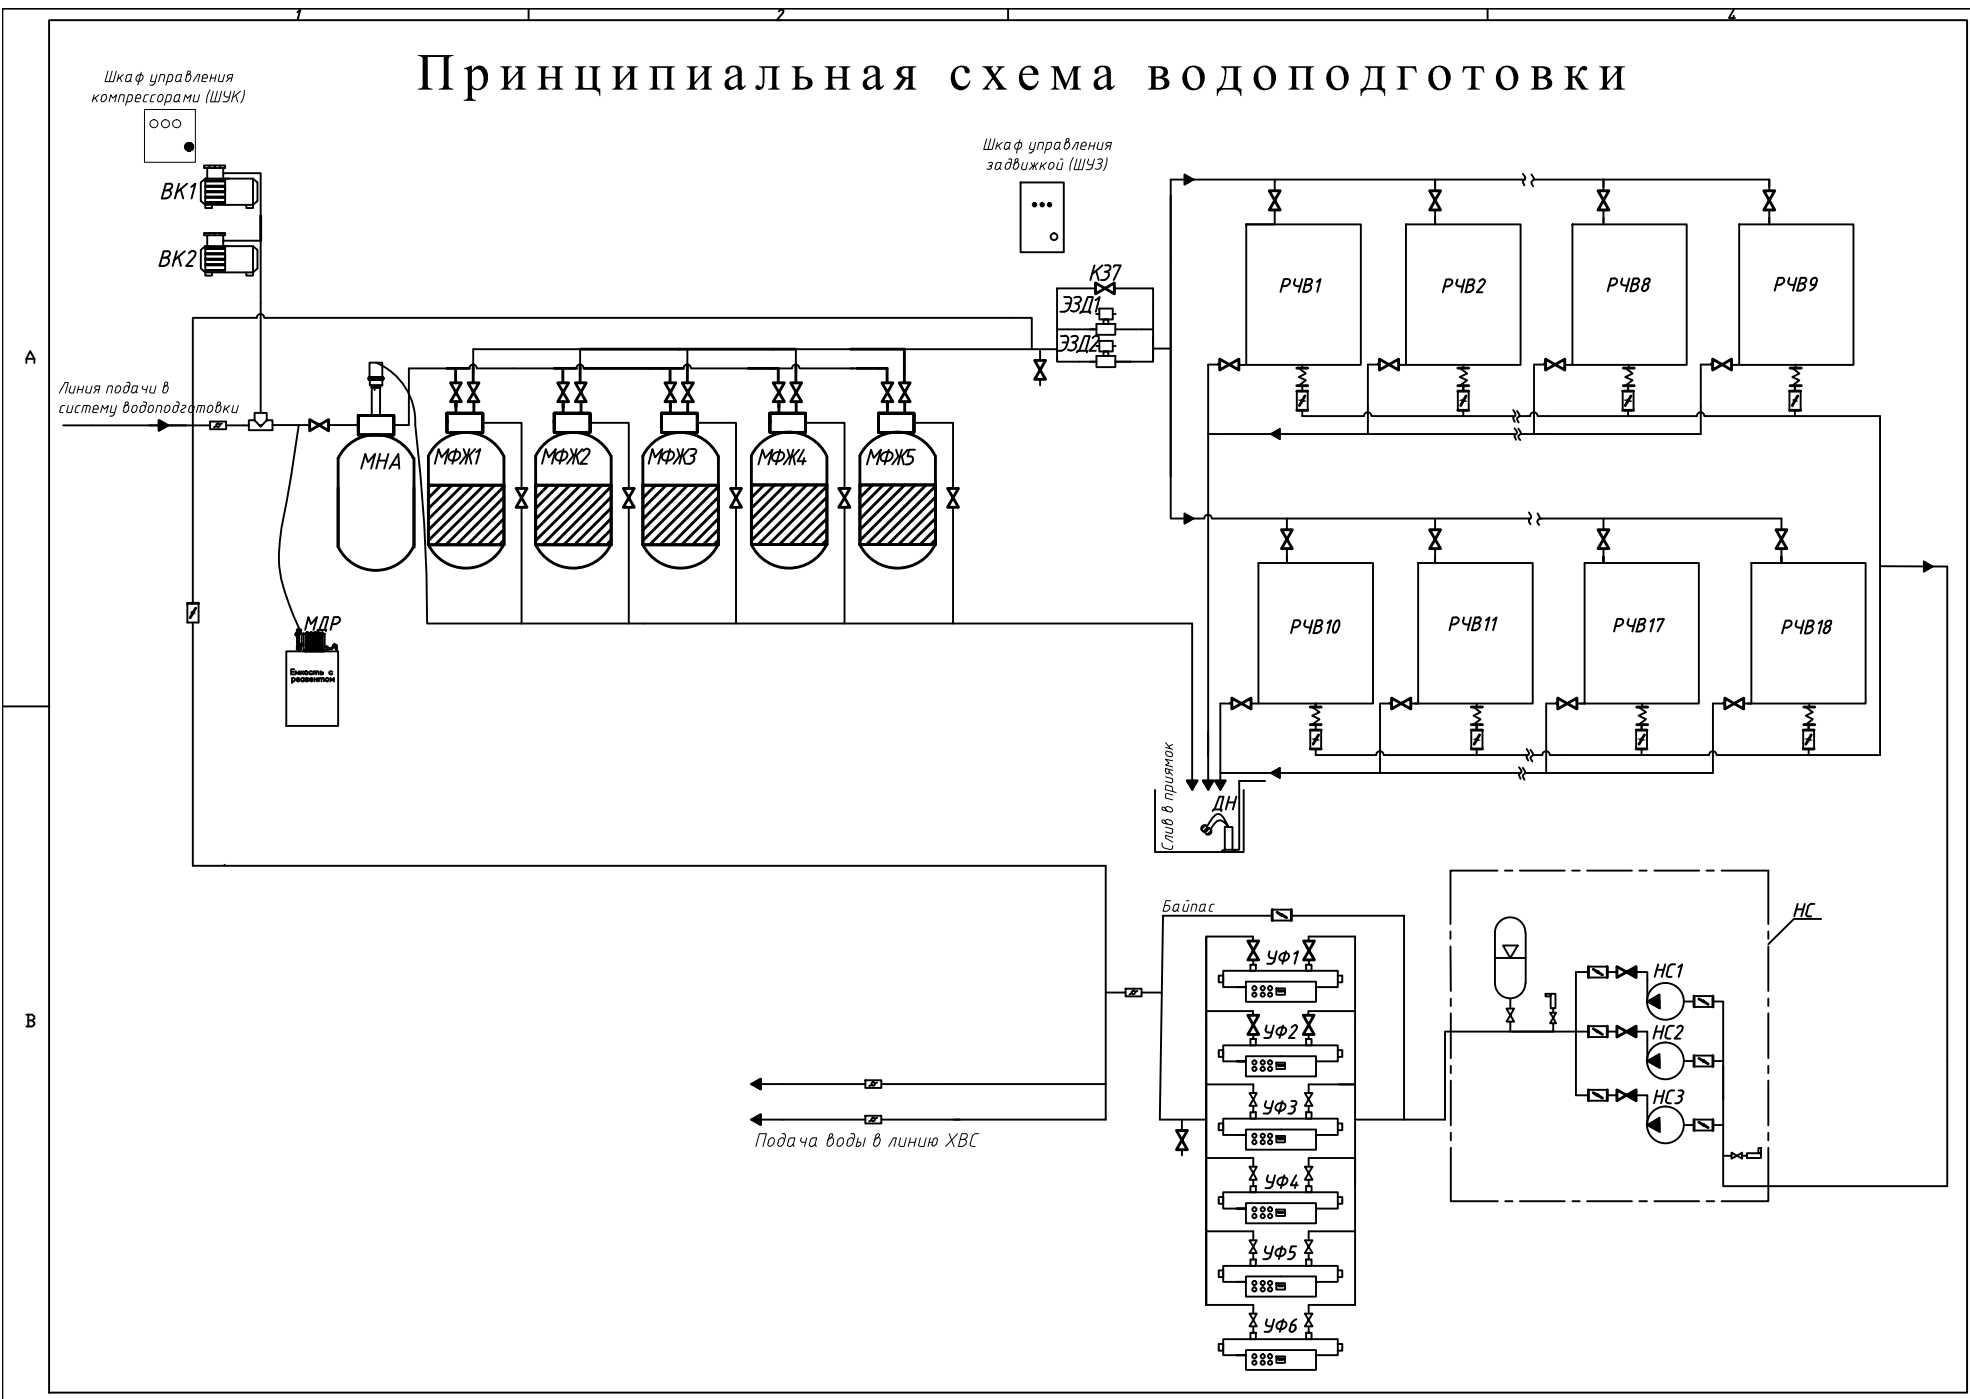 1
2
4
Принципиальная схема водоподготовки
Шкаф управления
компрессорами (ШУК)
ВК1
ВК2
Шкаф управления
задвижкой (ШУЗ)
КЗ7
ЭЗД1
ЭЗД2
РЧВ1
РЧВ2
РЧВ8
РЧВ9
A
Линия подачи в
систему водоподготовки
МНА
МФЖ1
МФЖ2
МФЖ3
МФЖ4
МФЖ5
МДР
Емкость с
реагентом
РЧВ10
РЧВ11
РЧВ17
РЧВ18
Слив в приямок
ДН
Байпас
НС
B
УФ1
УФ2
УФ3
УФ4
УФ5
УФ6
НС1
НС2
НС3
Подача воды в линию ХВС